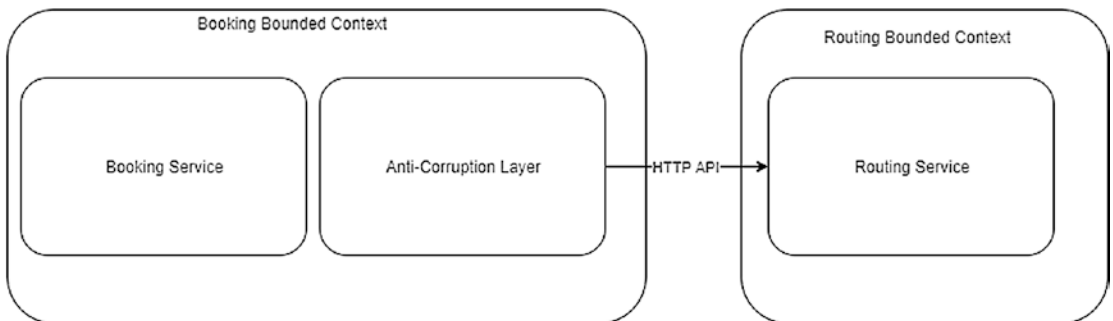 Booking Bounded Context
Routing Bounded Context
Booking Service
Anti-Corruption Layer
HTTP API
Routing Service